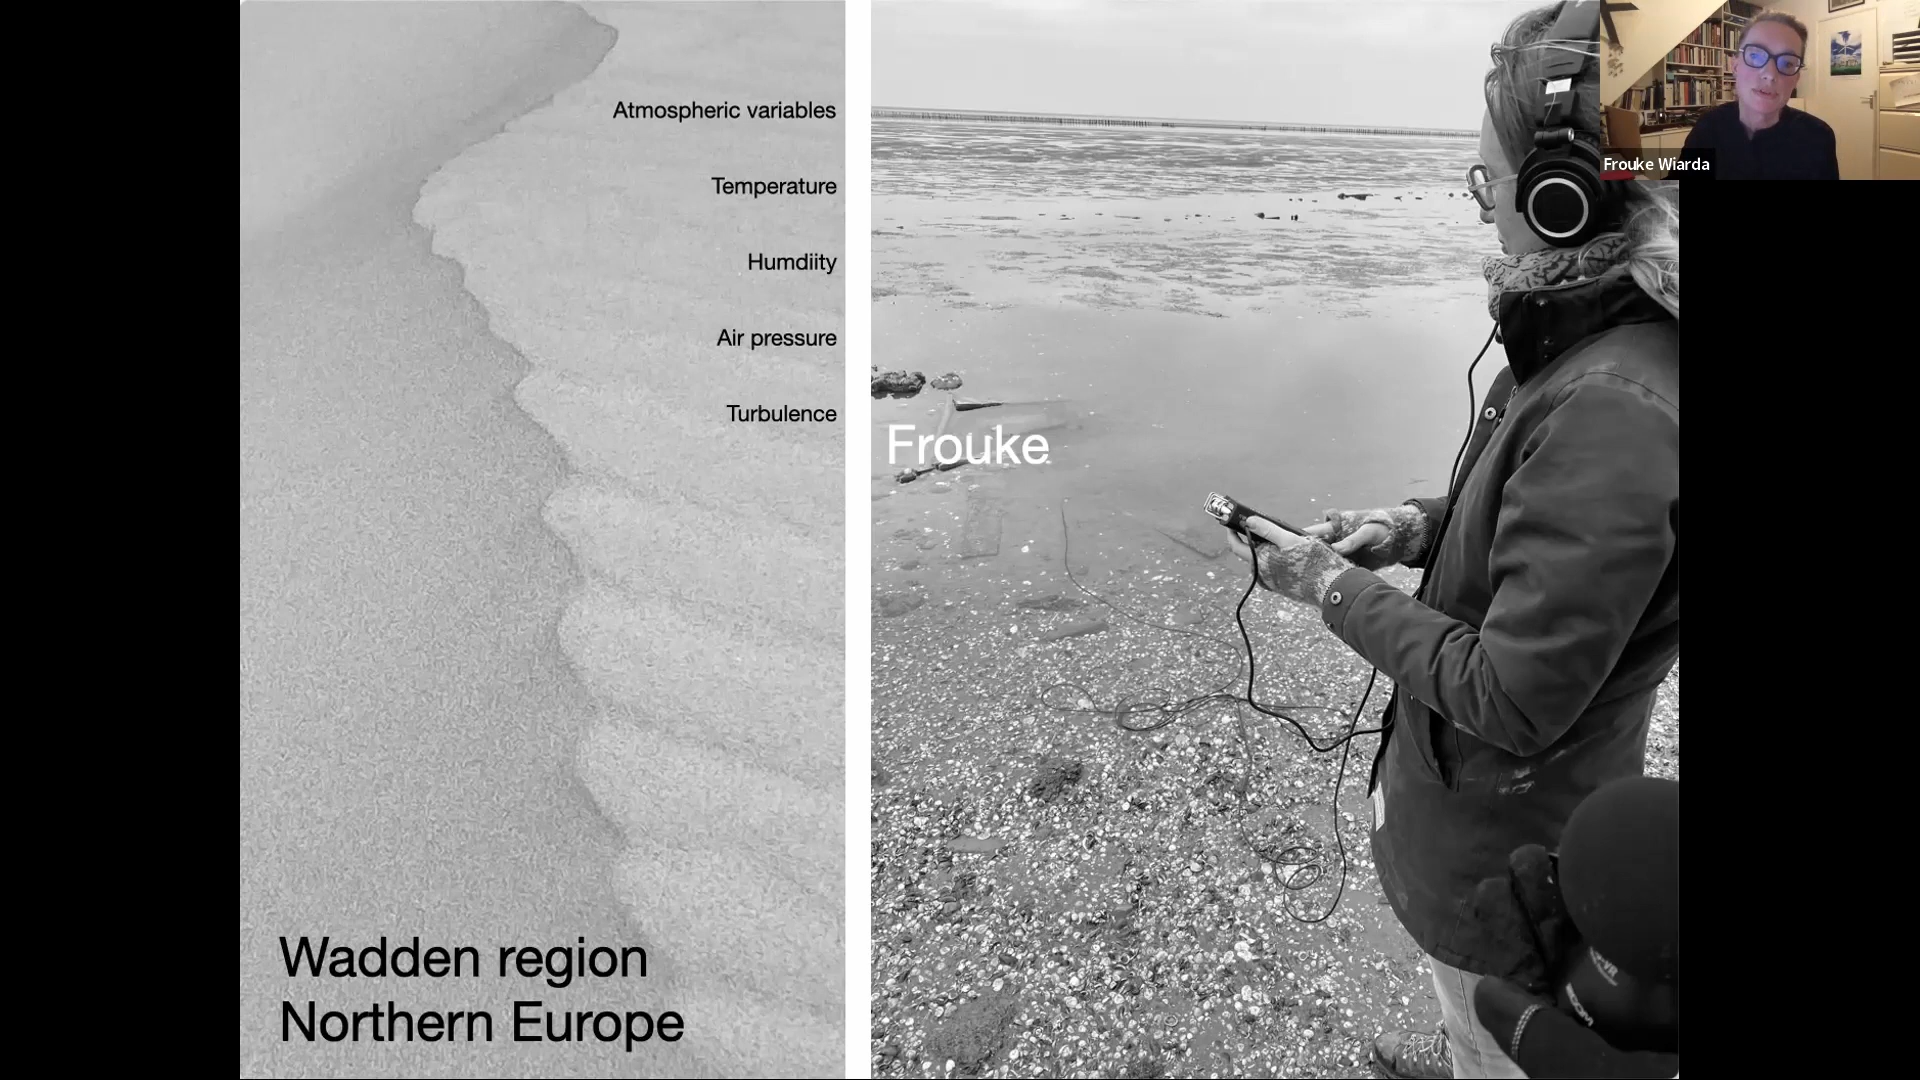 Atmospheric variables
Temperature
Humdiity
Air pressure
Turbulence
Wadden region
Northern Europe
Frouke
Frouke Wiarda